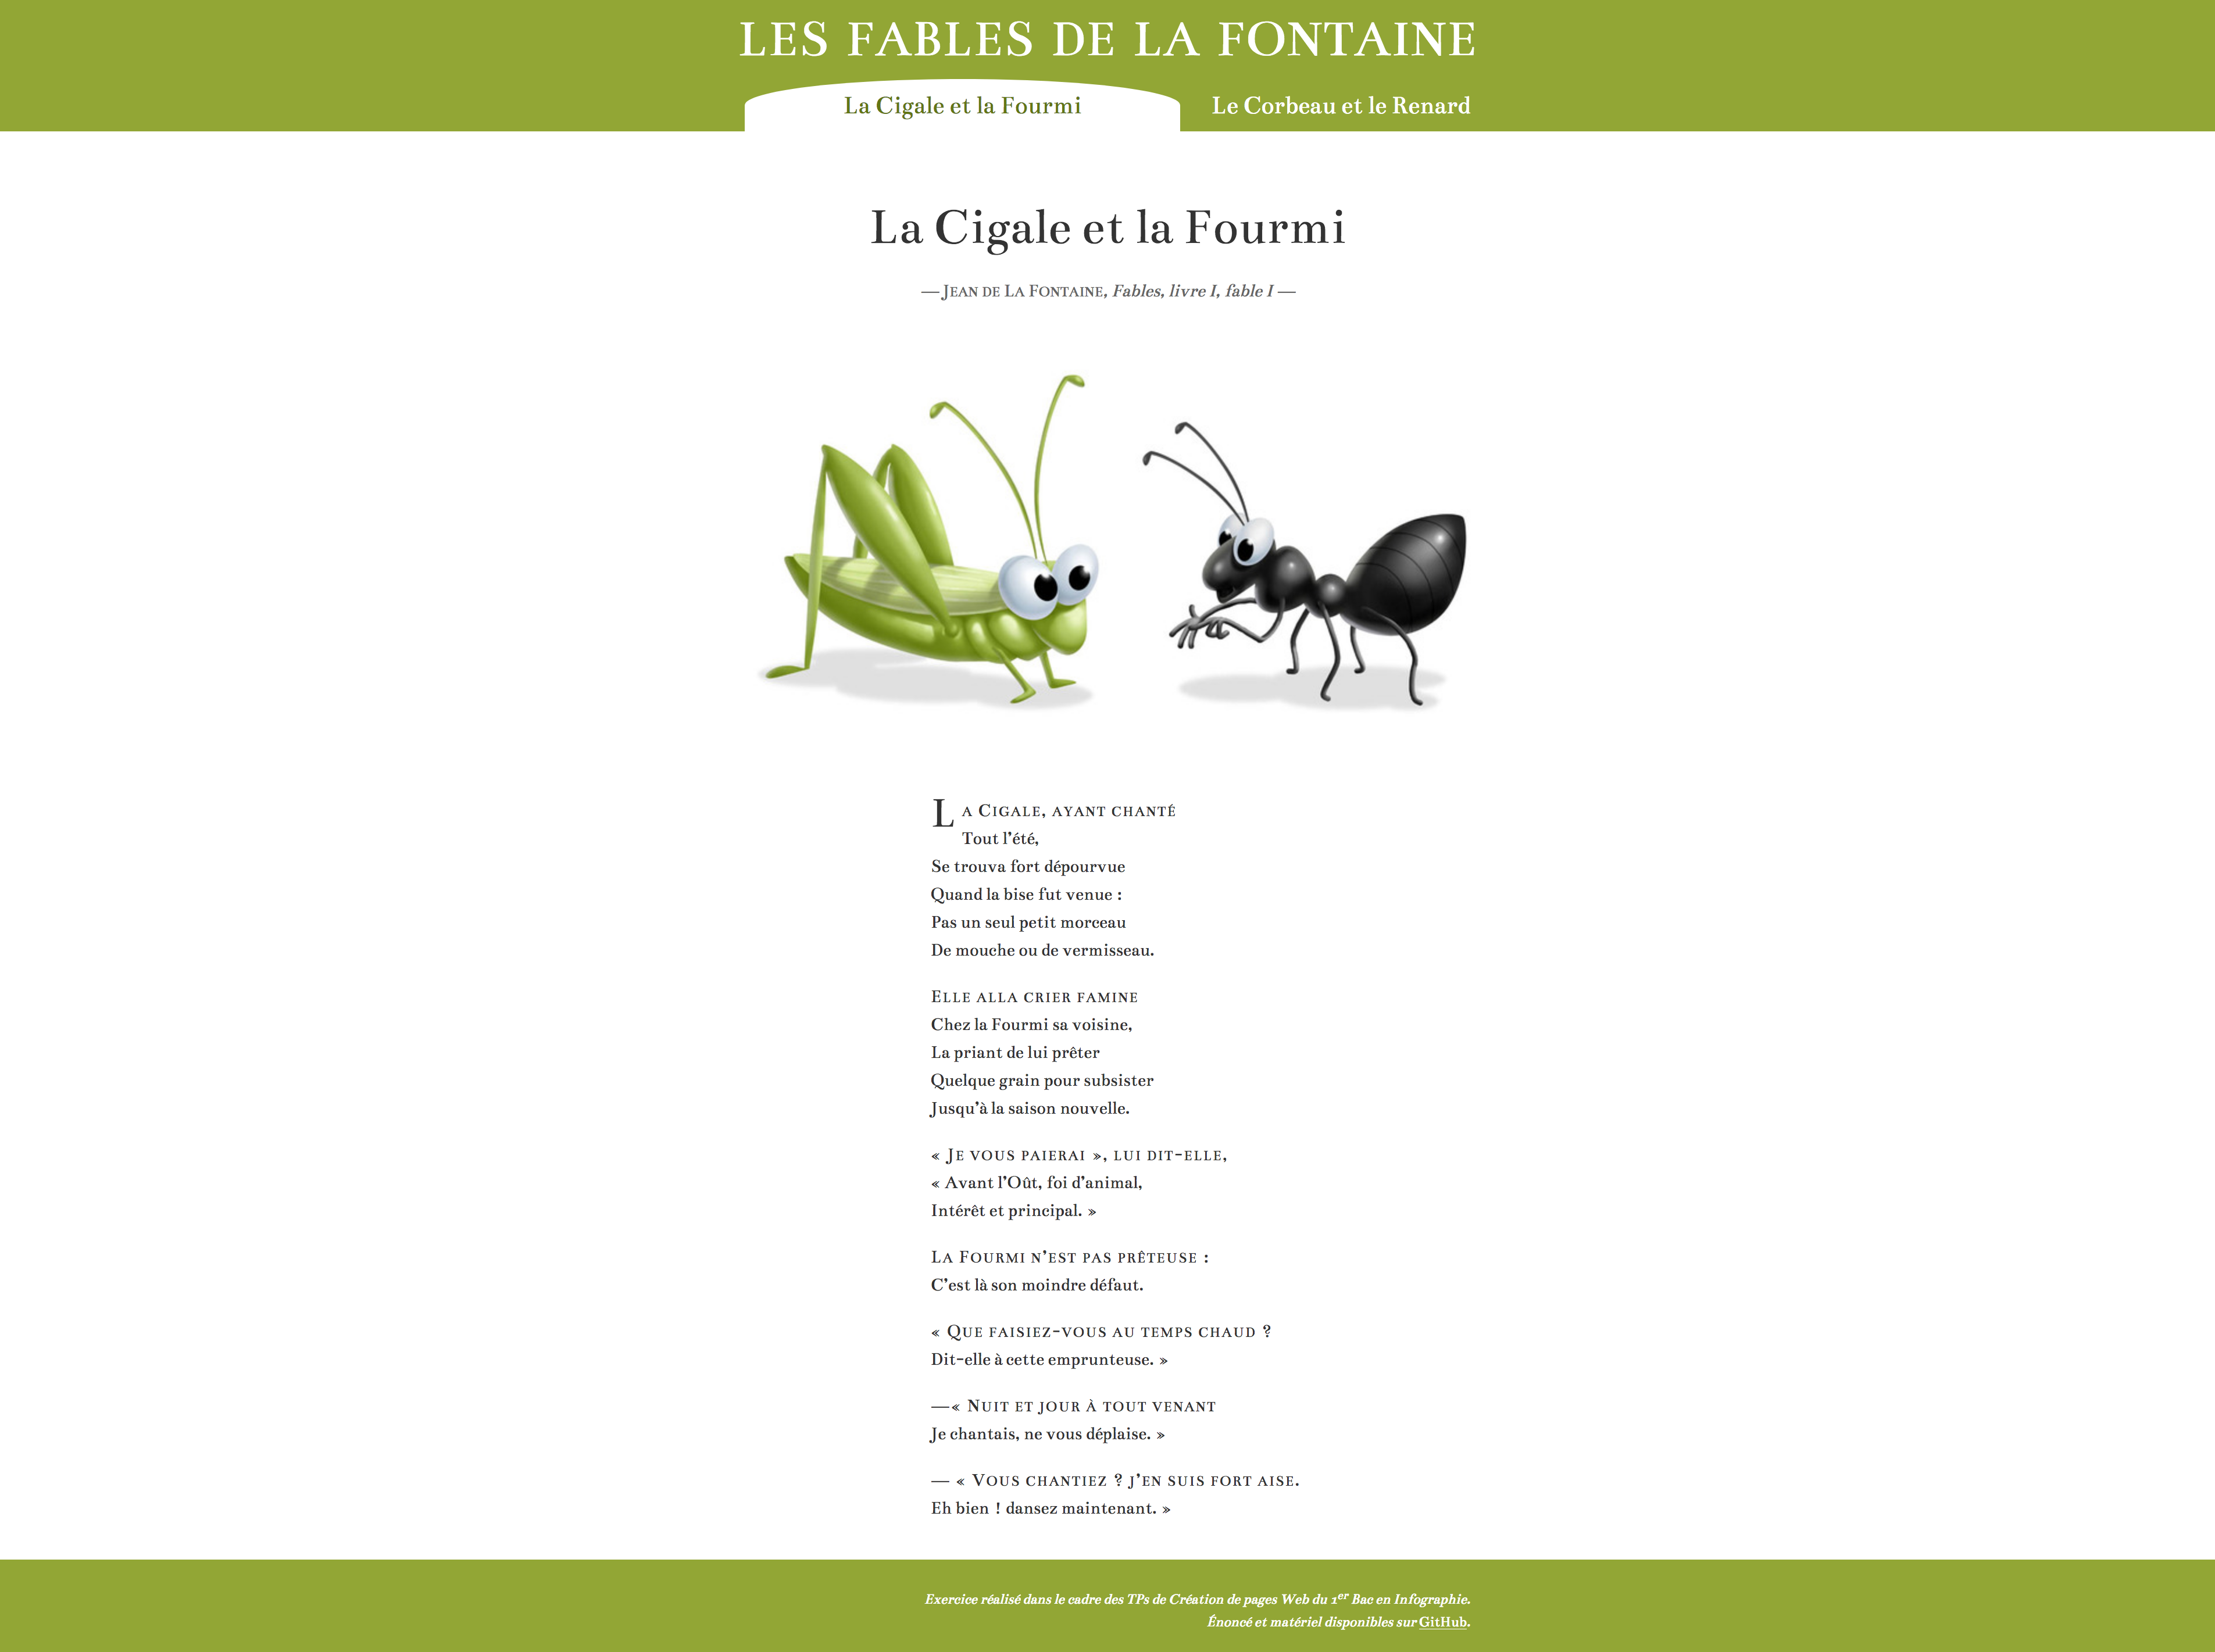 LES FABLES DE LA FONTAINE
La Cigale et la Fourmi
Le Corbeau et le Renard
La Cigale et la Fourmi
— Jean de La Fontaine, Fables, livre I, fable I —
La Cigale, ayant chanté
Tout l’été,
Se trouva fort dépourvue
Quand la bise fut venue :
Pas un seul petit morceau
De mouche ou de vermisseau.
Elle alla crier famine
Chez la Fourmi sa voisine,
La priant de lui prêter
Quelque grain pour subsister
Jusqu’à la saison nouvelle.
« Je vous paierai », lui dit-elle,
« Avant l’Oût, foi d’animal,
Intérêt et principal. »
La Fourmi n’est pas prêteuse :
C’est là son moindre défaut.
« Que faisiez-vous au temps chaud ?
Dit-elle à cette emprunteuse. »
—« Nuit et jour à tout venant
Je chantais, ne vous déplaise. »
— « Vous chantiez ? j’en suis fort aise.
Eh bien ! dansez maintenant. »
Exercice réalisé dans le cadre des TPs de Création de pages Web du 1er Bac en Infographie.
Énoncé et matériel disponibles sur GitHub.